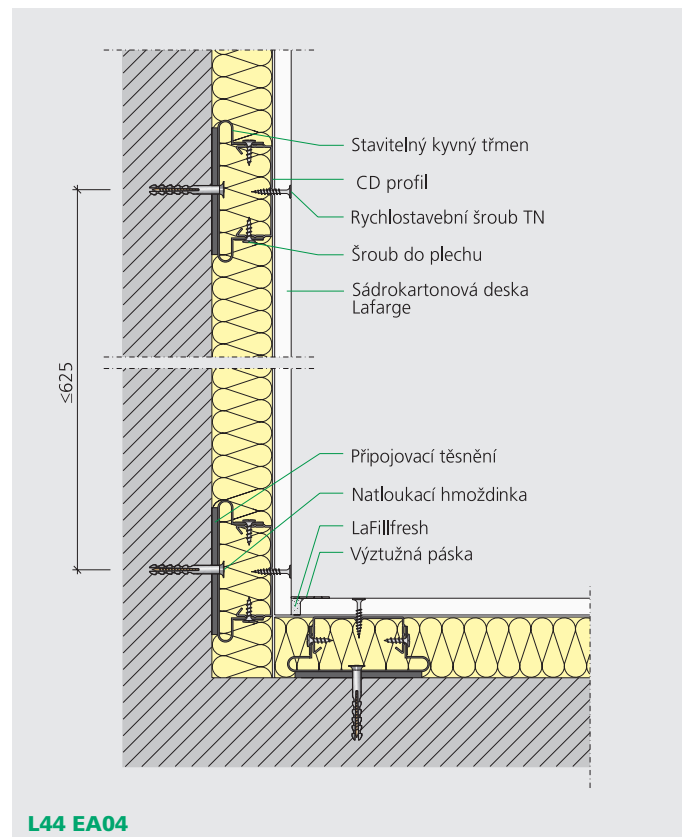 Stavitelný kyvný třmen
CD profil
Rychlostavební šroub TN
Šroub do plechu
Sádrokartonová deska
Lafarge
≤625
Připojovací těsnění
Natloukací hmoždinka
LaFillfresh
Výztužná páska
L44 EA04